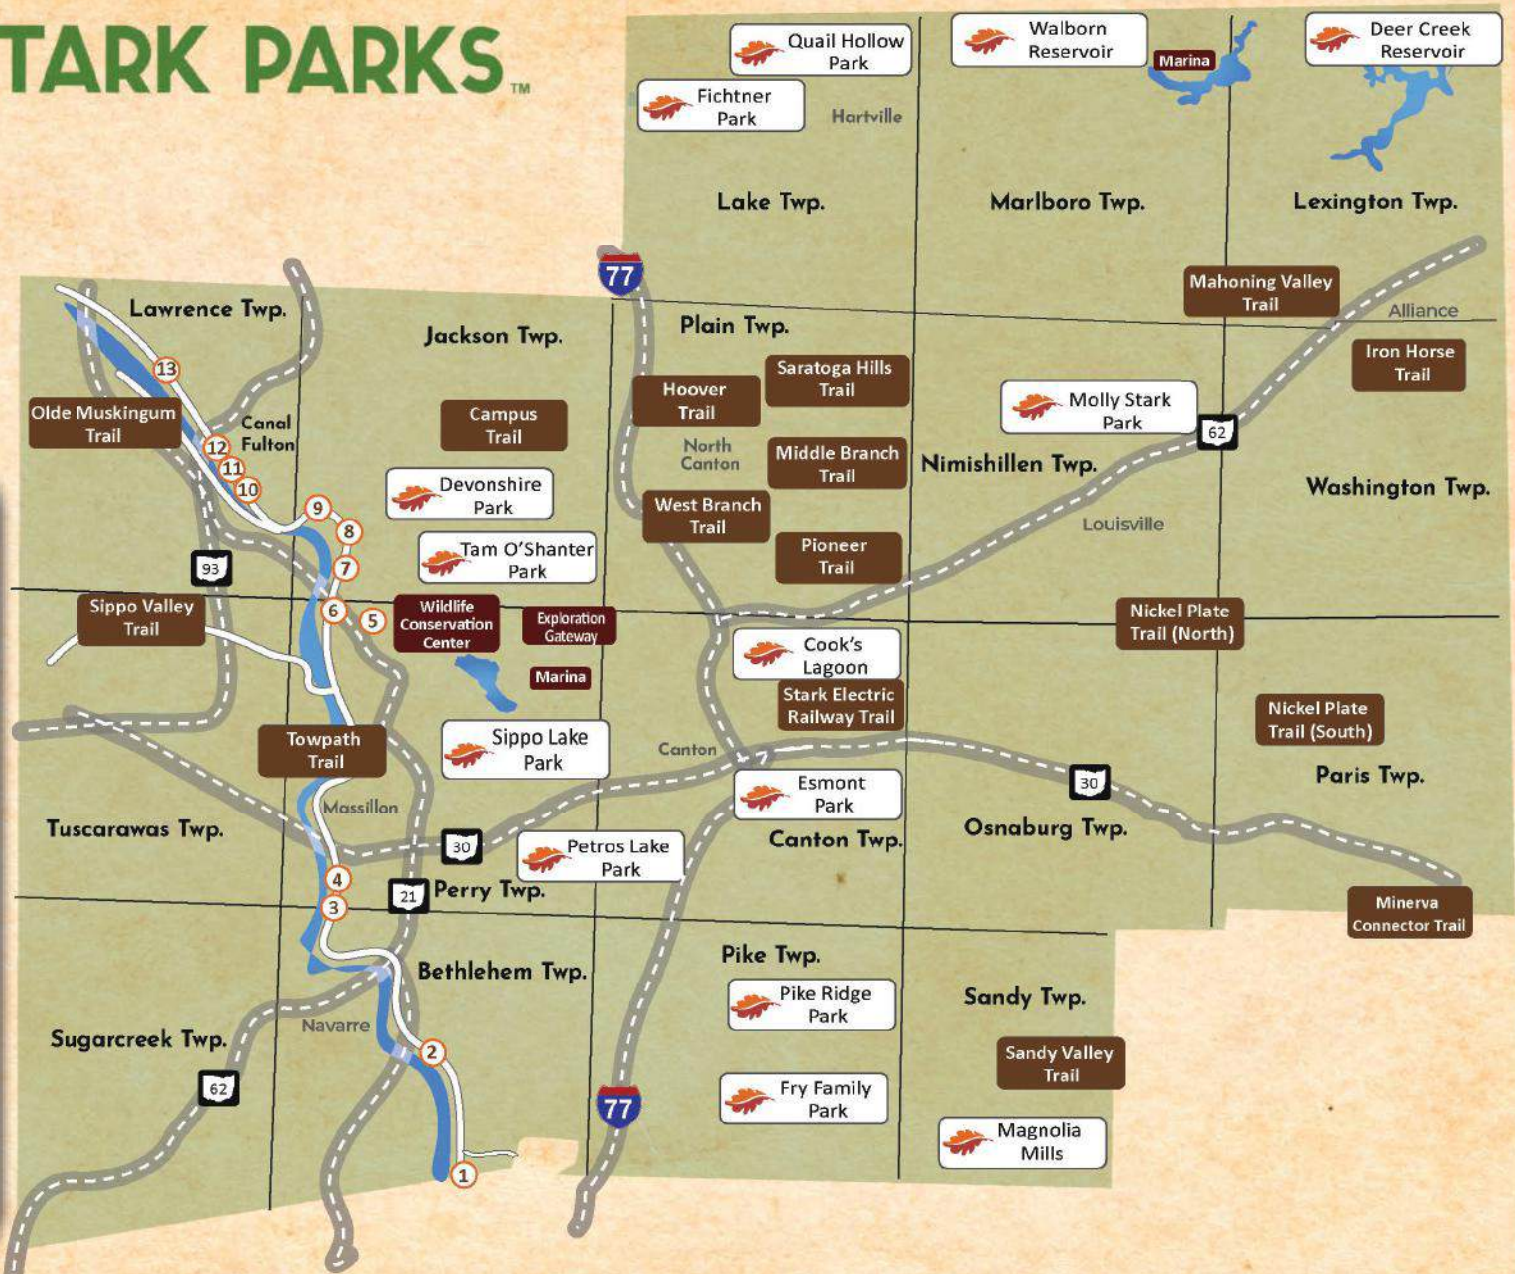 TARK PARKS™
Quail Hollow
Park
Walborn
Reservoir
Marina
Deer Creek
Reservoir
Fichtner
Park
Hartville
Lake Twp.
Marlboro Twp.
Lexington Twp.
77
Mahoning Valley
Trail
Alliance
Lawrence Twp.
Jackson Twp.
Plain Twp.
Iron Horse
Trail
13
Saratoga Hills
Trail
Hoover
Trail
Molly Stark
Park
62
Olde Muskingum
Trail
Canal
Fulton
Campus
Trail
North
Canton
Middle Branch
Trail
Nimishillen Twp.
Washington Twp.
12
11
10
Devonshire
Park
West Branch
Trail
Louisville
9
8
7
Tam O'Shanter
Park
Pioneer
Trail
93
Sippo Valley
Trail
6
5
Wildlife
Conservation
Center
Exploration
Gateway
Nickel Plate
Trail (North)
Cook's
Lagoon
Marina
Stark Electric
Railway Trail
Nickel Plate
Trail (South)
Towpath
Trail
Sippo Lake
Park
Canton
Esmont
Park
30
Paris Twp.
Massillon
Tuscarawas Twp.
30
Petros Lake
Park
Canton Twp.
Osnaburg Twp.
4
21
Perry Twp.
3
Minerva
Connector Trail
Bethlehem Twp.
Pike Twp.
Pike Ridge
Park
Sandy Twp.
Navarre
Sugarcreek Twp.
2
Sandy Valley
Trail
62
77
Fry Family
Park
Magnolia
Mills
1